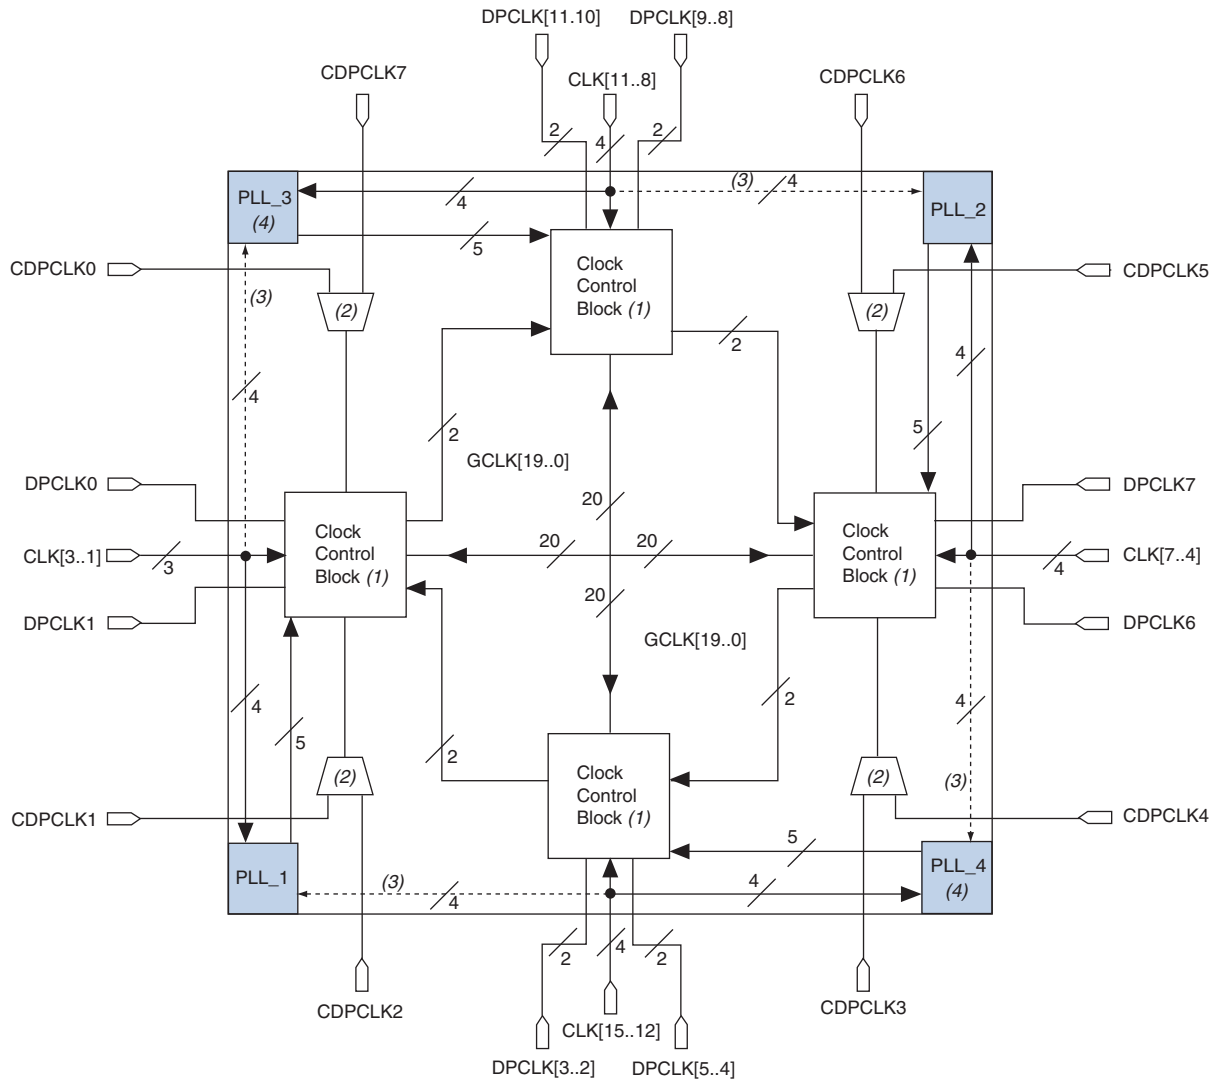 DPCLK[11.10]
DPCLK[9..8]
CDPCLK7
CLK[11..8]
CDPCLK6
2
4
2
PLL_3
(4)
4
(3)
4
PLL_2
5
CDPCLK0
(3)
(2)
Clock
Control
Block (1)
(2)
CDPCLK5
2
4
4
2
5
GCLK[19..0]
DPCLK0
20
DPCLK7
CLK[3..1]
3
Clock
Control
Block (1)
20
20
Clock
Control
Block (1)
4
CLK[7..4]
DPCLK1
20
DPCLK6
GCLK[19..0]
4
5
2
2
4
(2)
Clock
Control
Block (1)
(2)
(3)
CDPCLK1
CDPCLK4
5
PLL_1
(3)
4
4
PLL_4
(4)
2
4
2
CDPCLK2
CLK[15..12]
CDPCLK3
DPCLK[3..2]
DPCLK[5..4]